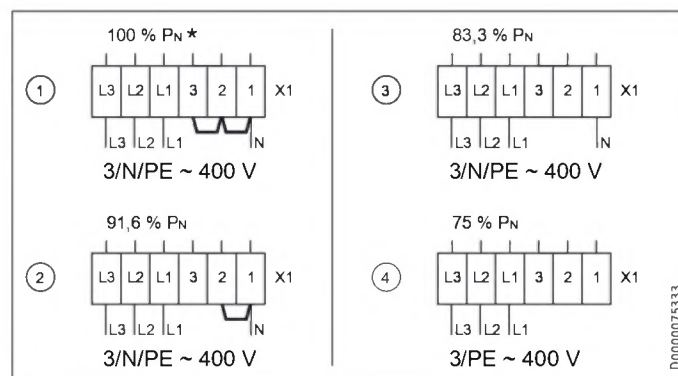 100 % PN *
1
L3 L2 L1 3 2 1 X1
L3 L2 L1 N
3/N/PE ~ 400 V
91,6 % PN
2
L3 L2 L1 3 2 1 X1
L3 L2 L1 N
3/N/PE ~ 400 V
83,3 % PN
3
L3 L2 L1 3 2 1 X1
L3 L2 L1 N
3/N/PE ~ 400 V
75 % PN
4
L3 L2 L1 3 2 1 X1
L3 L2 L1
3/PE ~ 400 V
D0000075333